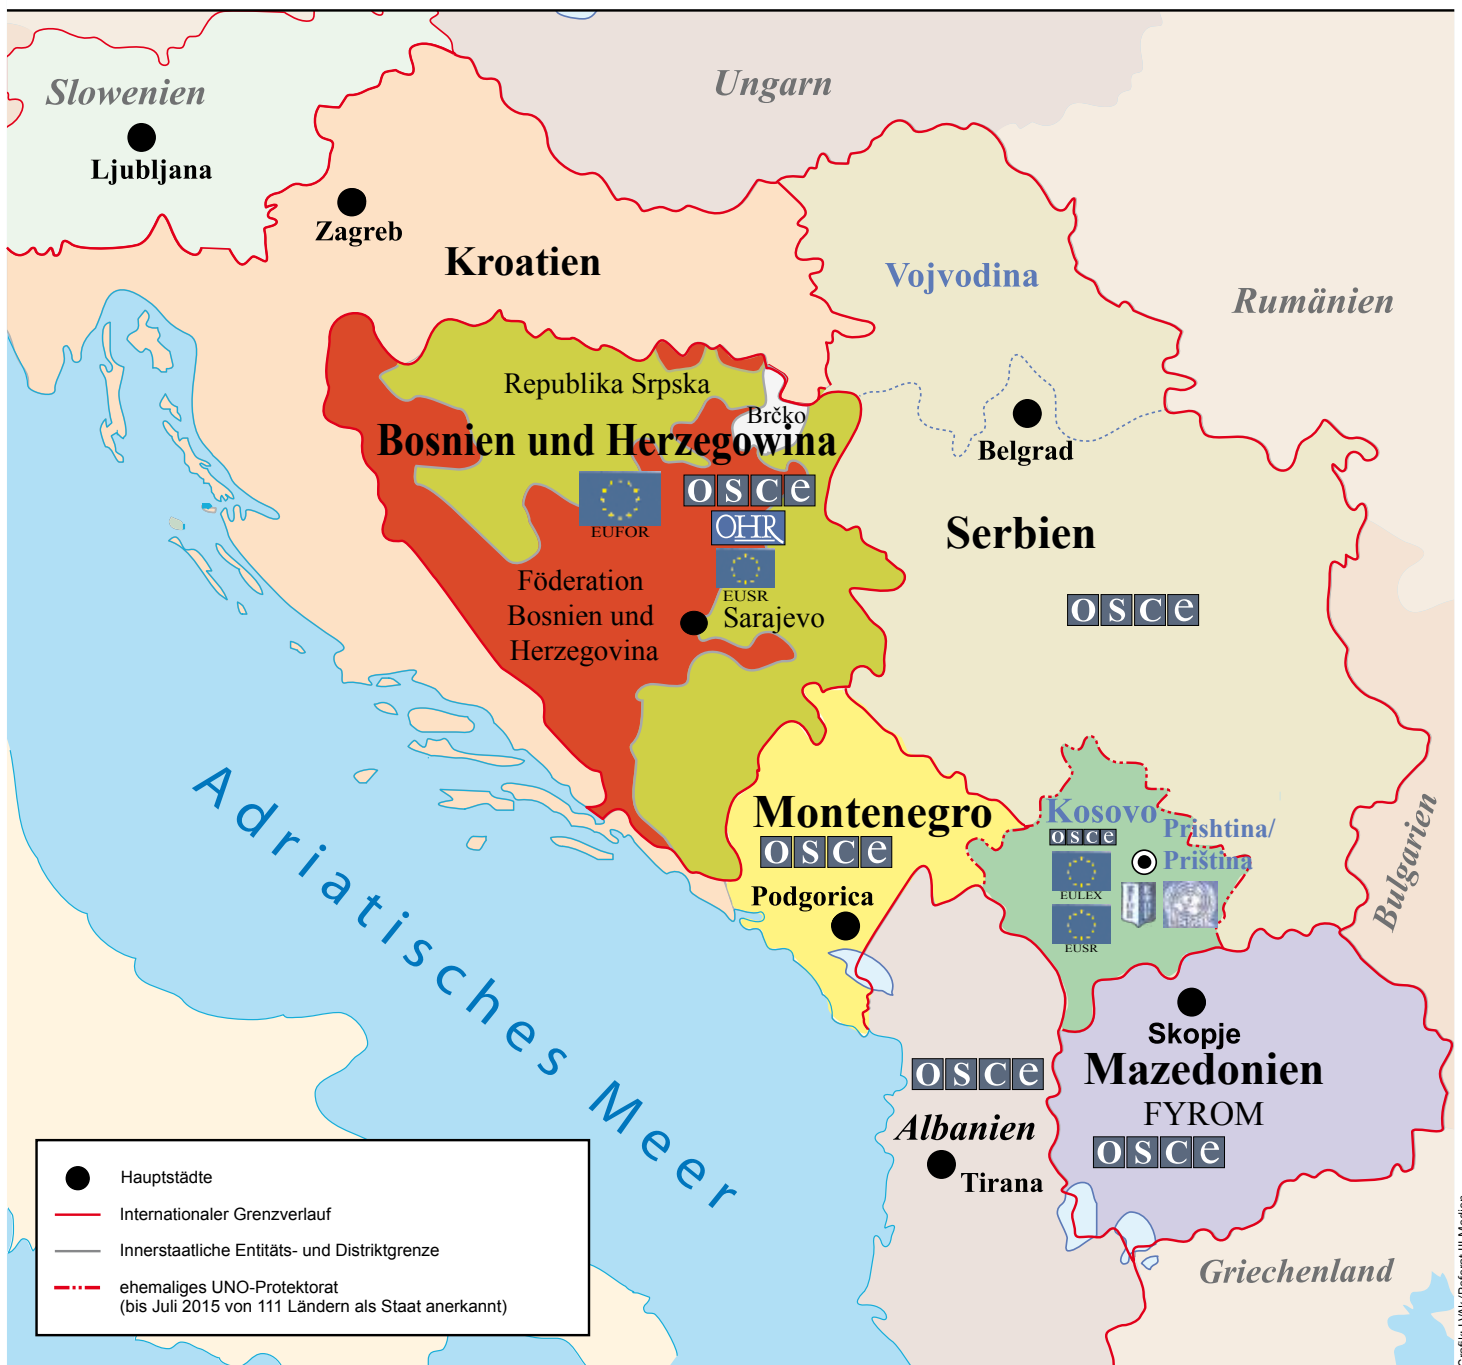 Slowenien
Ljubljana
Ungarn
Zagreb
Kroatien
Vojvodina
Rumänien
Republika Srpska
Brčko
Bosnien und Herzegowina
Belgrad
EUFOR
osce
OHR
EUSR
Serbien
osce
Föderation
Bosnien und
Herzegovina
Sarajevo
Adriatisches Meer
Montenegro
osce
Podgorica
Kosovo
osce
EULEX
EUSR
Prishtina/
Priština
Bulgarien
Skopje
Mazedonien
FYROM
osce
osce
Albanien
Tirana
Griechenland
Hauptstädte
Internationaler Grenzverlauf
Innerstaatliche Entitäts- und Distriktgrenze
ehemaliges UNO-Protektorat
(bis Juli 2015 von 111 Ländern als Staat anerkannt)